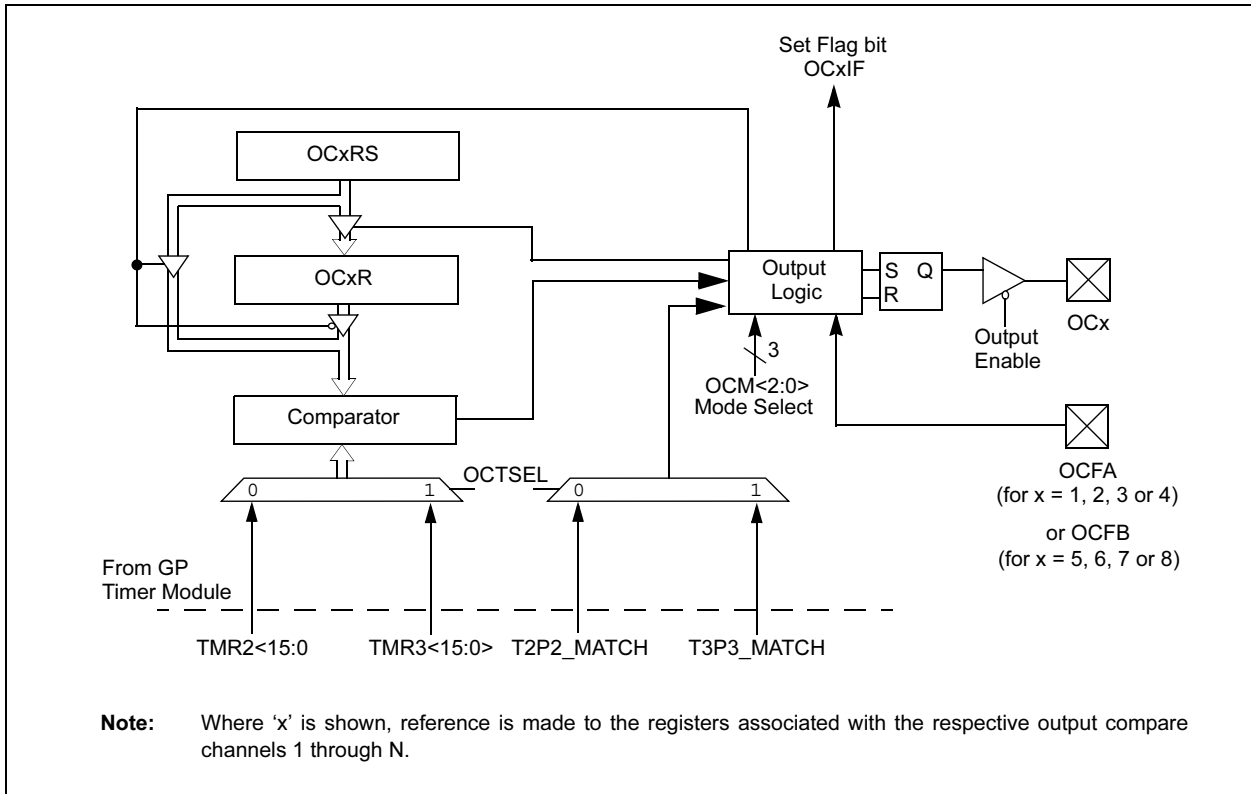 Set Flag bit
OCxIF
OCxRS
OCxR
Output
Logic
S Q
R
OCx
Output
Enable
3
OCM<2:0>
Mode Select
Comparator
OCTSEL
0 1
0 1
OCFA
(for x = 1, 2, 3 or 4)
or OCFB
(for x = 5, 6, 7 or 8)
From GP
Timer Module
TMR2<15:0 TMR3<15:0> T2P2_MATCH T3P3_MATCH
Note: Where ‘x’ is shown, reference is made to the registers associated with the respective output compare
channels 1 through N.